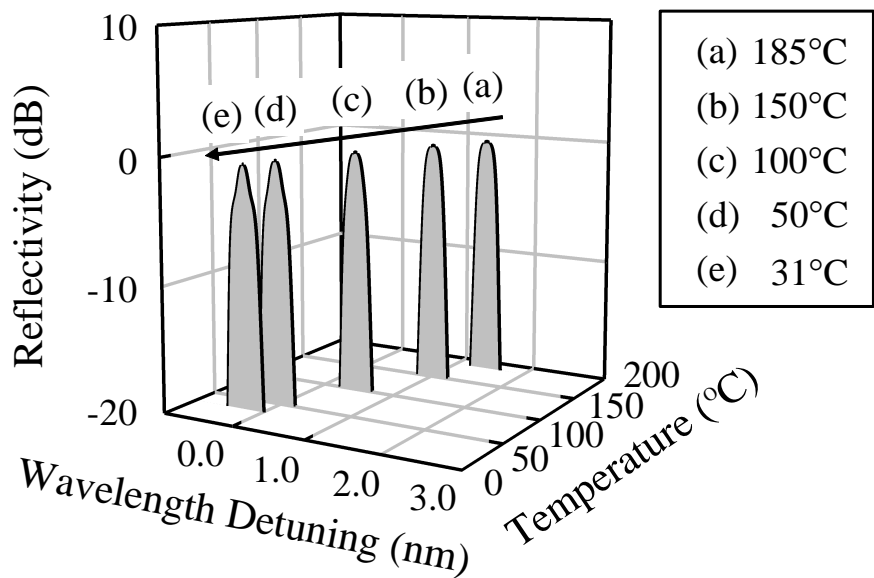 10
0
-10
-20
Reflectivity (dB)
(e) (d) (c) (b) (a)
0.0
1.0
2.0
3.0
Wavelength Detuning (nm)
0
50
100
150
200
Temperature (°C)
(a) 185°C
(b) 150°C
(c) 100°C
(d) 50°C
(e) 31°C